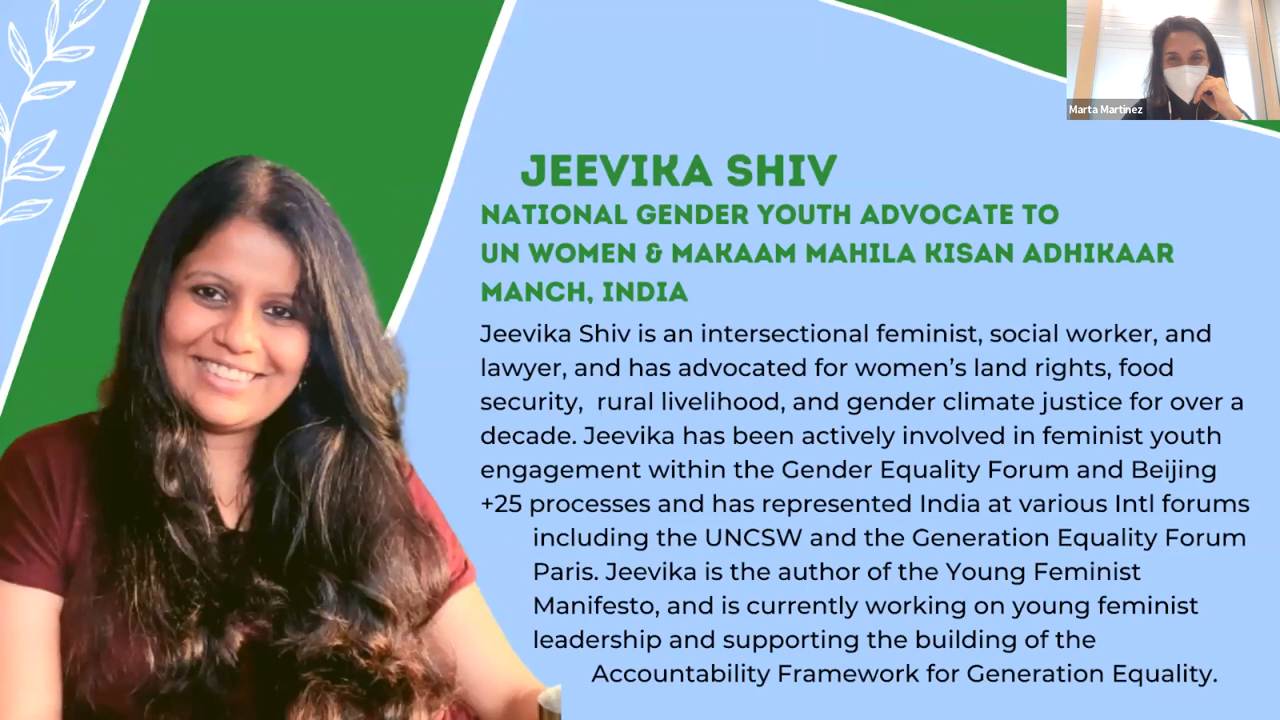 Marta Martinez
JEEVIKA SHIV
NATIONAL GENDER YOUTH ADVOCATE TO
UN WOMEN & MAKAAM MAHILA KISAN ADHIKAAR
MANCH, INDIA
Jeevika Shiv is an intersectional feminist, social worker, and
lawyer, and has advocated for women’s land rights, food
security,  rural livelihood, and gender climate justice for over a
decade. Jeevika has been actively involved in feminist youth
engagement within the Gender Equality Forum and Beijing
+25 processes and has represented India at various Intl forums
including the UNCSW and the Generation Equality Forum
Paris. Jeevika is the author of the Young Feminist
Manifesto, and is currently working on young feminist
leadership and supporting the building of the
Accountability Framework for Generation Equality.